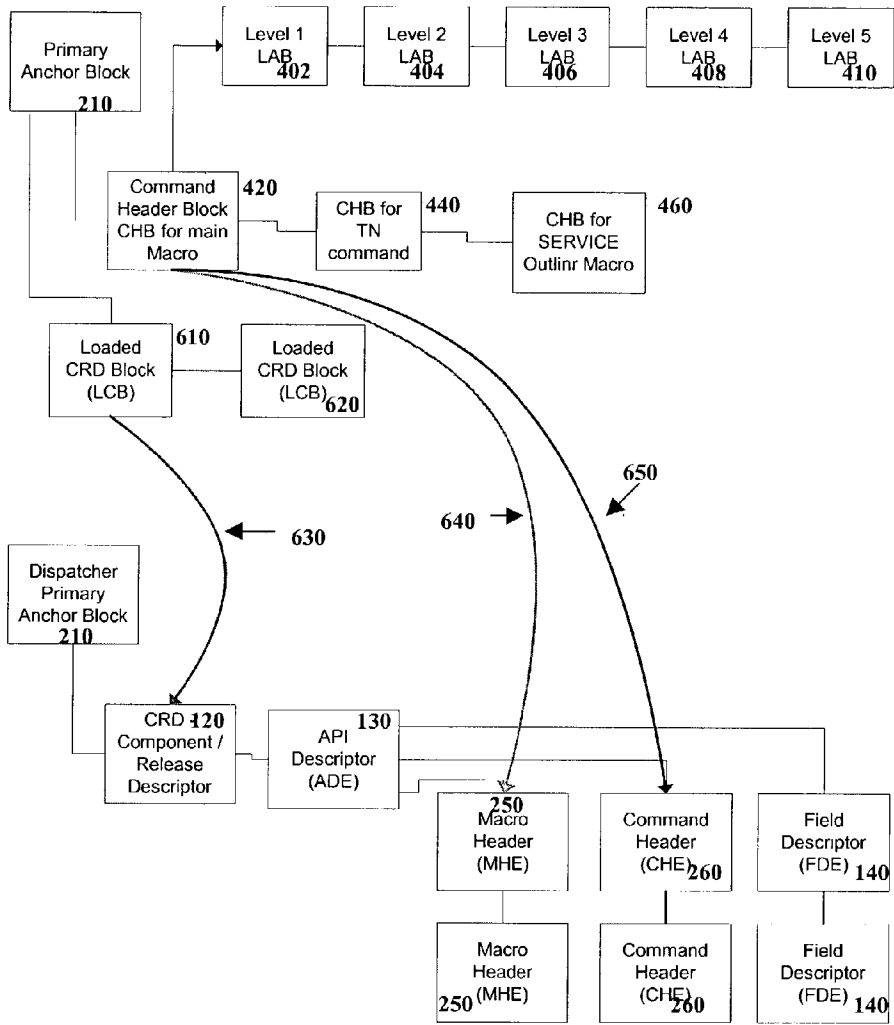 Primary
Anchor Block
210
Level 1
LAB
402
Level 2
LAB
404
Level 3
LAB
406
Level 4
LAB
408
Level 5
LAB
410
Command
Header Block
CHB for main
Macro
420
CHB for
TN
command
440
CHB for
SERVICE
Outlinr Macro
460
Loaded
CRD Block
(LCB)
610
Loaded
CRD Block
(LCB)
620
630
640
650
Dispatcher
Primary
Anchor Block
210
CRD -
Component /
Release
Descriptor
120
API
Descriptor
(ADE)
130
250
Macro
Header
(MHE)
Command
Header
(CHE)
260
Field
Descriptor
(FDE)
140
Macro
Header
(MHE)
250
Command
Header
(CHE)
260
Field
Descriptor
(FDE)
140